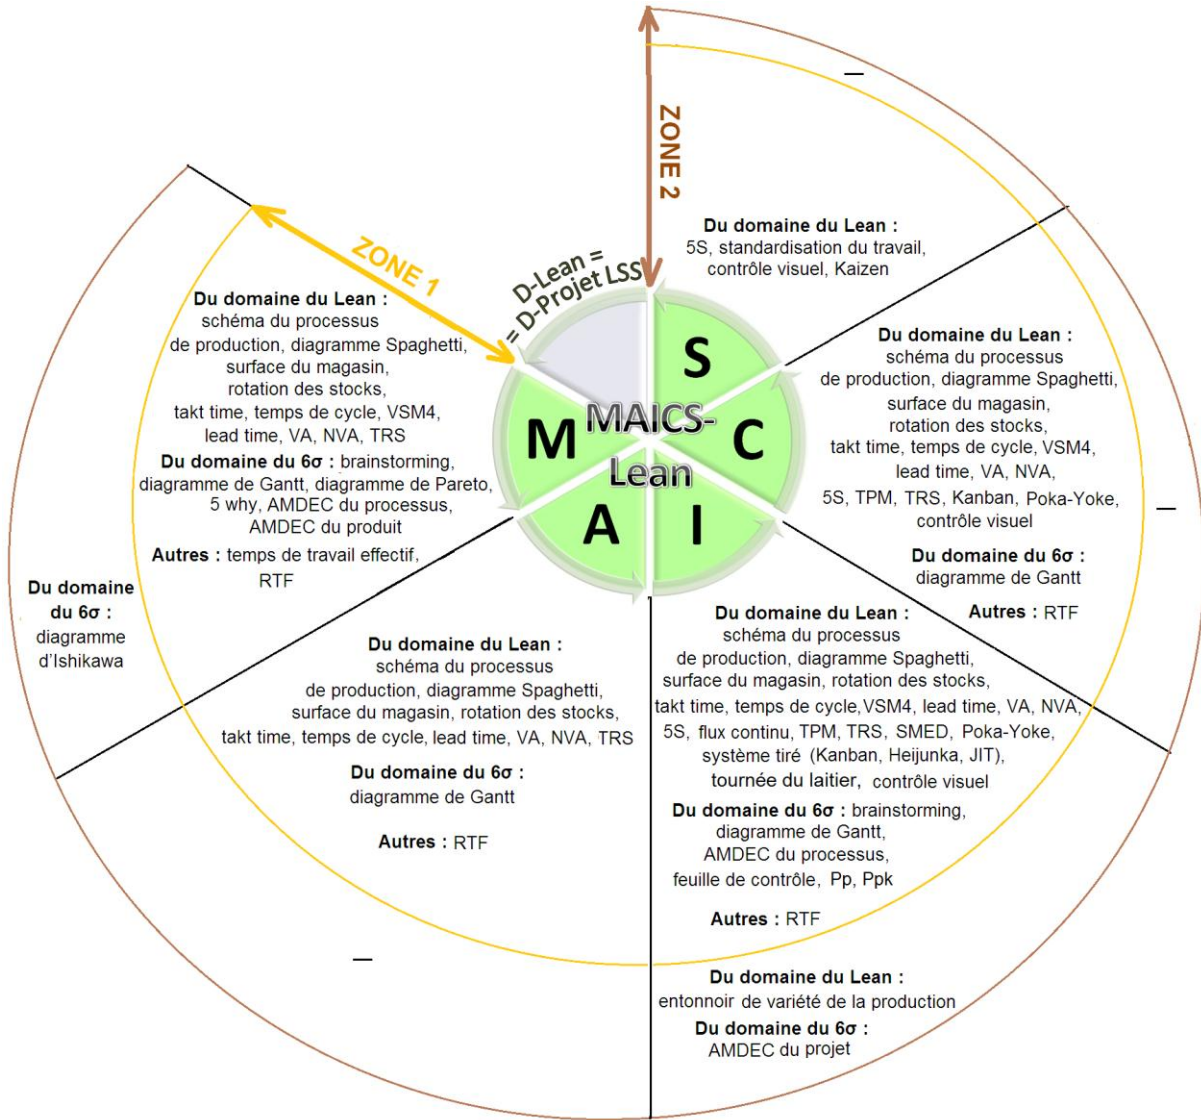 —
ZONE 2
Du domaine du Lean :
5S, standardisation du travail,
contrôle visuel, Kaizen
ZONE 1
D-Lean =
= D-Projet LSS
MAICS-
Lean
S
C
I
A
M
Du domaine du Lean :
schéma du processus
de production, diagramme Spaghetti,
surface du magasin,
rotation des stocks,
takt time, temps de cycle, VSM4,
lead time, VA, NVA, TRS
Du domaine du 6σ : brainstorming,
diagramme de Gantt, diagramme de Pareto,
5 why, AMDEC du processus,
AMDEC du produit
Autres : temps de travail effectif,
RTF
Du domaine
du 6σ :
diagramme
d'Ishikawa
Du domaine du Lean :
schéma du processus
de production, diagramme Spaghetti,
surface du magasin,
rotation des stocks,
takt time, temps de cycle, VSM4,
lead time, VA, NVA,
5S, TPM, TRS, Kanban, Poka-Yoke,
contrôle visuel
Du domaine du 6σ :
diagramme de Gantt
Autres : RTF
—
Du domaine du Lean :
schéma du processus
de production, diagramme Spaghetti,
surface du magasin, rotation des stocks,
takt time, temps de cycle, lead time, VA, NVA, TRS
Du domaine du 6σ :
diagramme de Gantt
Autres : RTF
—
Du domaine du Lean :
schéma du processus
de production, diagramme Spaghetti,
surface du magasin, rotation des stocks,
takt time, temps de cycle, VSM4, lead time, VA, NVA,
5S, flux continu, TPM, TRS, SMED, Poka-Yoke,
système tiré (Kanban, Heijunka, JIT),
tournée du laitier, contrôle visuel
Du domaine du 6σ : brainstorming,
diagramme de Gantt,
AMDEC du processus,
feuille de contrôle, Pp, Ppk
Autres : RTF
Du domaine du Lean :
entonnoir de variété de la production
Du domaine du 6σ :
AMDEC du projet